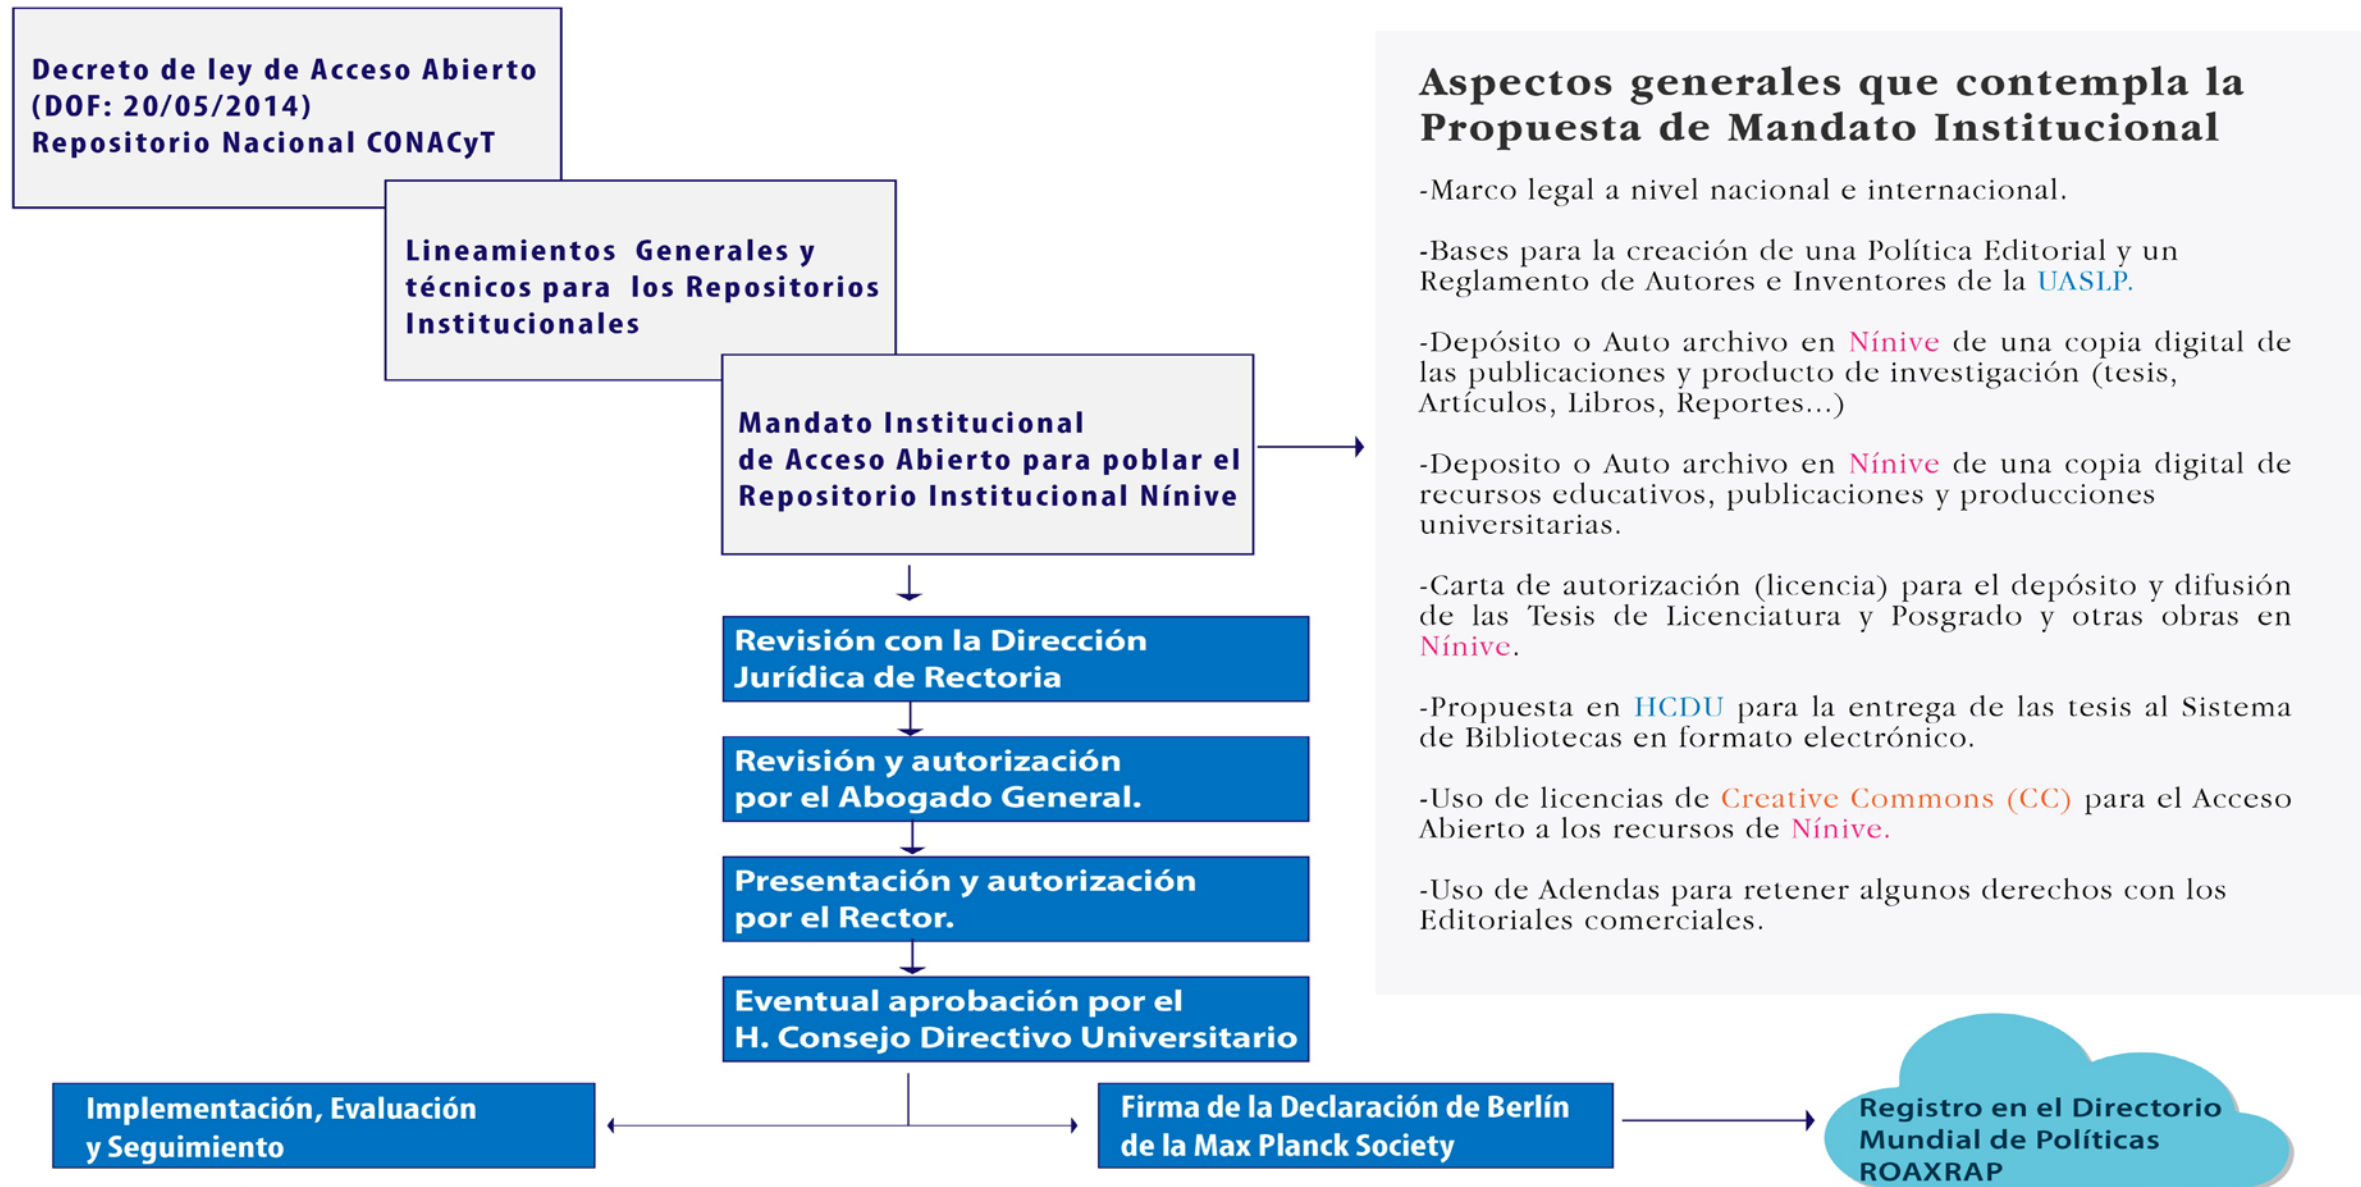 Decreto de ley de Acceso Abierto
(DOF: 20/05/2014)
Repositorio Nacional CONACyT
Lineamientos Generales y
técnicos para los Repositorios
Institucionales
Mandato Institucional
de Acceso Abierto para poblar el
Repositorio Institucional Nínive
Revisión con la Dirección
Jurídica de Rectoria
Revisión y autorización
por el Abogado General.
Presentación y autorización
por el Rector.
Eventual aprobación por el
H. Consejo Directivo Universitario
Implementación, Evaluación
y Seguimiento
Firma de la Declaración de Berlín
de la Max Planck Society
Registro en el Directorio
Mundial de Políticas
ROAXRAP
Aspectos generales que contempla la
Propuesta de Mandato Institucional
-Marco legal a nivel nacional e internacional.
-Bases para la creación de una Política Editorial y un
Reglamento de Autores e Inventores de la UASLP.
-Depósito o Auto archivo en Nínive de una copia digital de
las publicaciones y producto de investigación (tesis,
Artículos, Libros, Reportes...)
-Deposito o Auto archivo en Nínive de una copia digital de
recursos educativos, publicaciones y producciones
universitarias.
-Carta de autorización (licencia) para el depósito y difusión
de las Tesis de Licenciatura y Posgrado y otras obras en
Nínive.
-Propuesta en HCDU para la entrega de las tesis al Sistema
de Bibliotecas en formato electrónico.
-Uso de licencias de Creative Commons (CC) para el Acceso
Abierto a los recursos de Nínive.
-Uso de Adendas para retener algunos derechos con los
Editoriales comerciales.